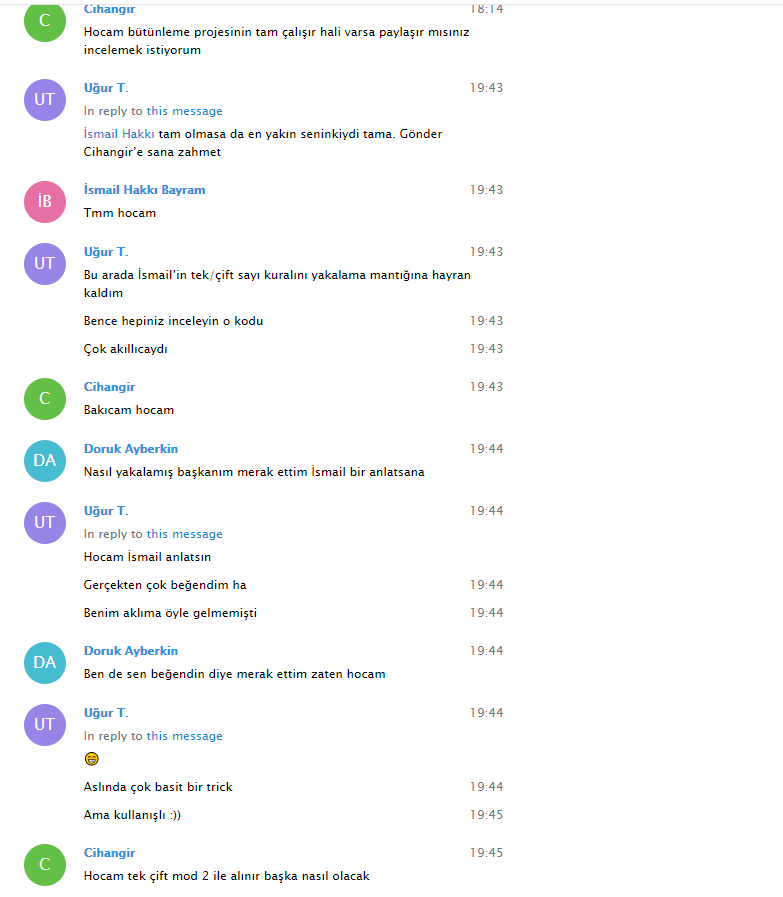 C
Cihangir 18:14
Hocam bütünleme projesinin tam çalışır hali varsa paylaşır mısınız
incelemek istiyorum
UT
Uğur T. 19:43
In reply to this message
İsmail Hakkı tam olmasa da en yakın seninkiydi tama. Gönder
Cihangir’e sana zahmet
İB
İsmail Hakkı Bayram 19:43
Tmm hocam
UT
Uğur T. 19:43
Bu arada İsmail’in tek/çift sayı kuralını yakalama mantığına hayran
kaldım
Bence hepiniz inceleyin o kodu 19:43
Çok akıllıcaydı 19:43
C
Cihangir 19:43
Bakıcam hocam
DA
Doruk Ayberkin 19:44
Nasıl yakalamış başkanım merak ettim İsmail bir anlatsana
UT
Uğur T. 19:44
In reply to this message
Hocam İsmail anlatsın
Gerçekten çok beğendim ha 19:44
Benim aklıma öyle gelmemişti 19:44
DA
Doruk Ayberkin 19:44
Ben de sen beğendin diye merak ettim zaten hocam
UT
Uğur T. 19:44
In reply to this message
😁
Aslında çok basit bir trick 19:44
Ama kullanışlı :)) 19:45
C
Cihangir 19:45
Hocam tek çift mod 2 ile alınır başka nasıl olacak